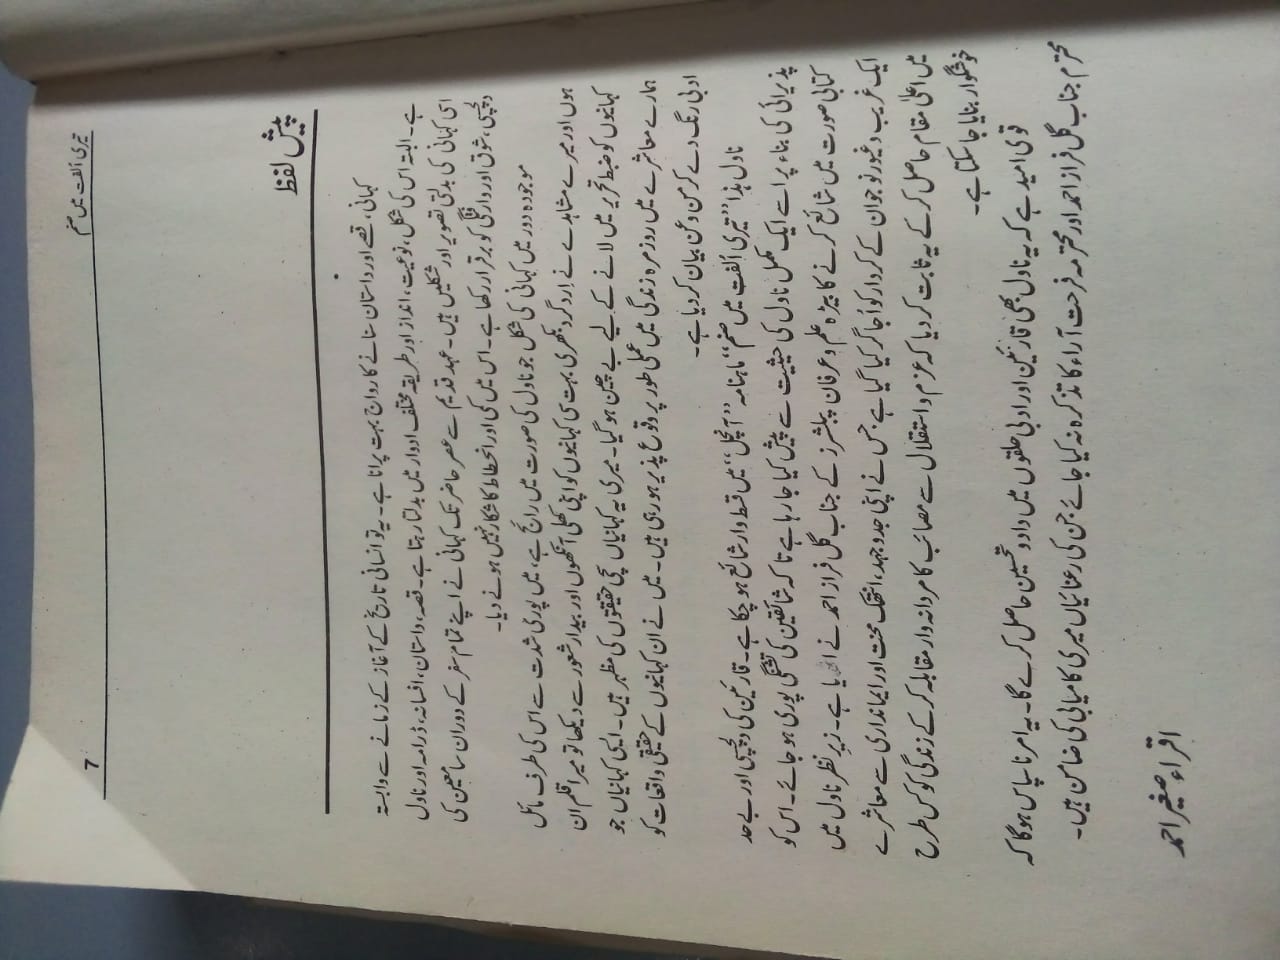 تیری اُلفت میں صنم
7
پیش لفظ
کہانی، قصے اور داستان سنانے کا رواج بہت پرانا ہے۔ یہ تو انسانی تاریخ کے آغاز کے زمانے سے وابستہ
ہے۔ البتہ اس کی شکل، نوعیت، انداز اور طریقہ مختلف ادوار میں بدلتا رہتا ہے۔ قصہ، داستان، افسانہ، ڈرامہ اور ناول
اسی کہانی کی بدلتی تصویر اور شکلیں ہیں۔ عہد قدیم سے عصر حاضر تک کہانی نے اپنے تمام سفر کے دوران سامعین کی
دلچسپی، شوق اور وارفتگی کو برقرار رکھا ہے۔ اس میں کمی اور انحطاط کا شکار نہیں ہونے دیا۔
موجودہ دور میں کہانی کی شکل جو ناول کی صورت میں رائج ہے، میں پوری شدت سے اس کی طرف مائل
ہوں اور میرے مشاہدے نے اِرد گرد بکھری بہت سی کہانیوں کو اپنی کھلی آنکھوں اور بیدار شعور سے دیکھا تو میرا قلم ان
کہانیوں کو ضبط تحریر میں لانے کے لیے بے چین ہو گیا۔ میری یہ کہانیاں سچی حقیقتوں کی مظہر ہیں۔ ایسی کہانیاں جو
ہمارے معاشرے میں روزمرہ زندگی میں عملی طور پر وقوع پذیر ہو رہی ہیں۔ میں نے ان کہانیوں کے حقیقی واقعات کو
ادبی رنگ دے کر من و عن بیان کر دیا ہے۔
ناول ہذا ”تیری اُلفت میں صنم“ ماہنامہ ”آنچل“ میں قسط وار شائع ہو چکا ہے۔ قارئین کی دلچسپی اور بے حد
پذیرائی کی بناء پر اسے ایک مکمل ناول کی حیثیت سے پیش کیا جا رہا ہے تا کہ شائقین کی تشنگی پوری ہو جائے۔ اس کو
کتابی صورت میں شائع کرنے کا بیڑہ علم و عرفان پبلشرز کے جناب گل فراز احمد نے اٹھایا ہے۔ زیرِ نظر ناول میں
ایک غریب و غیور نوجوان کے کردار کو اُجاگر کیا گیا ہے جس نے اپنی جدوجہد، انتھک محنت اور ایمانداری سے معاشرے
میں اعلیٰ مقام حاصل کر کے یہ ثابت کر دیا کہ عزم و استقلال سے مصائب کا مردانہ وار مقابلہ کر کے زندگی کو کس طرح
خوشگوار بنایا جا سکتا ہے۔
قوی امید ہے کہ یہ ناول بھی قارئین اور ادبی حلقوں میں داد و تحسین حاصل کرے گا۔ یہ امر نا سپاس ہوگا کہ
محترم جناب گل فراز احمد اور محترمہ فرحت آراء کا تذکرہ نہ کیا جائے جن کی رعنائیاں میری کامیابی کی ضامن ہیں۔
اقراء صغیر احمد